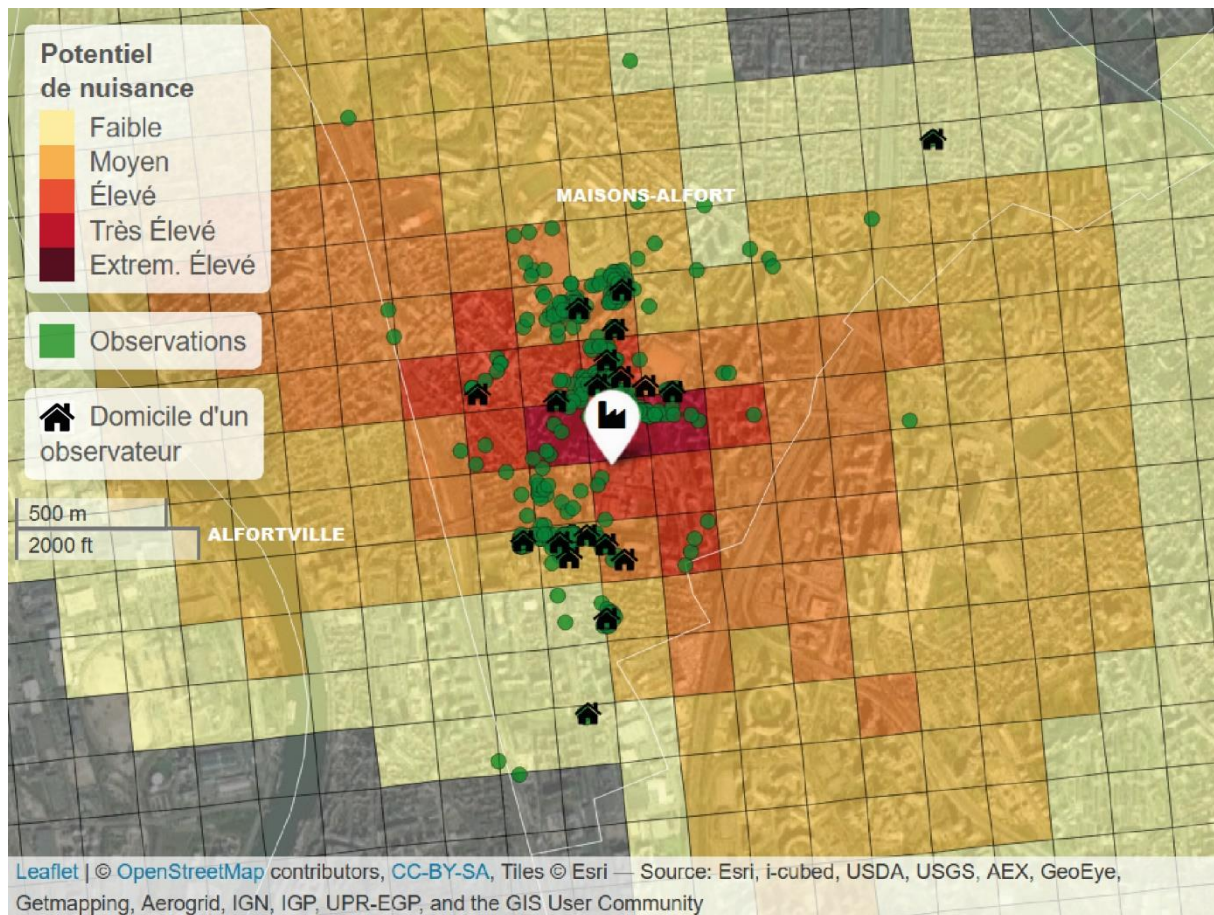 Potentiel
de nuisance
Faible
Moyen
Élevé
Très Élevé
Extrem. Élevé
Observations
Domicile d'un
observateur
500 m
2000 ft
MAISONS-ALFORT
ALFORTVILLE
Leaflet | © OpenStreetMap contributors, CC-BY-SA, Tiles © Esri — Source: Esri, i-cubed, USDA, USGS, AEX, GeoEye,
Getmapping, Aerogrid, IGN, IGP, UPR-EGP, and the GIS User Community